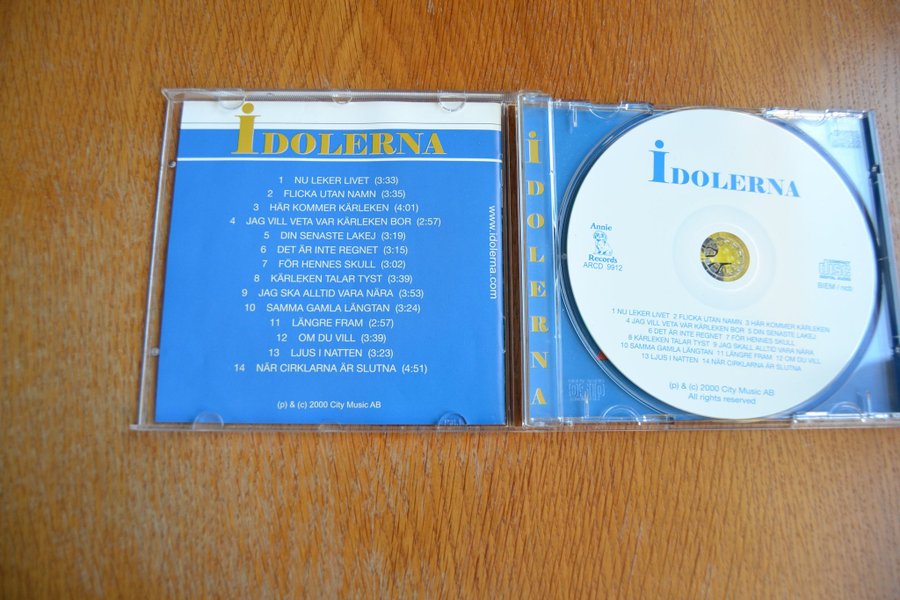 İDOLERNA
1 NU LEKER LIVET (3:33)
2 FLICKA UTAN NAMN (3:35)
3 HÄR KOMMER KÄRLEKEN (4:01)
4 JAG VILL VETA VAR KÄRLEKEN BOR (2:57)
5 DIN SENASTE LAKEJ (3:19)
6 DET ÄR INTE REGNET (3:15)
7 FÖR HENNES SKULL (3:02)
8 KÄRLEKEN TALAR TYST (3:39)
9 JAG SKA ALLTID VARA NÄRA (3:53)
10 SAMMA GAMLA LÄNGTAN (3:24)
11 LÄNGRE FRAM (2:57)
12 OM DU VILL (3:39)
13 LJUS I NATTEN (3:23)
14 NÄR CIRKLARNA ÄR SLUTNA (4:51)
(p) & (c) 2000 City Music AB
www.idolerna.com
İDOLERNA
İDOLERNA
Annie
Records
ARCD 9912
BIEM / ncb
1 NU LEKER LIVET 2 FLICKA UTAN NAMN 3 HÄR KOMMER KÄRLEKEN
4 JAG VILL VETA VAR KÄRLEKEN BOR 5 DIN SENASTE LAKEJ
6 DET ÄR INTE REGNET 7 FÖR HENNES SKULL
8 KÄRLEKEN TALAR TYST 9 JAG SKALL ALLTID VARA NÄRA
10 SAMMA GAMLA LÄNGTAN 11 LÄNGRE FRAM 12 OM DU VILL
13 LJUS I NATTEN 14 NÄR CIRKLARNA ÄR SLUTNA
(p) & (c) 2000 City Music AB
All rights reserved